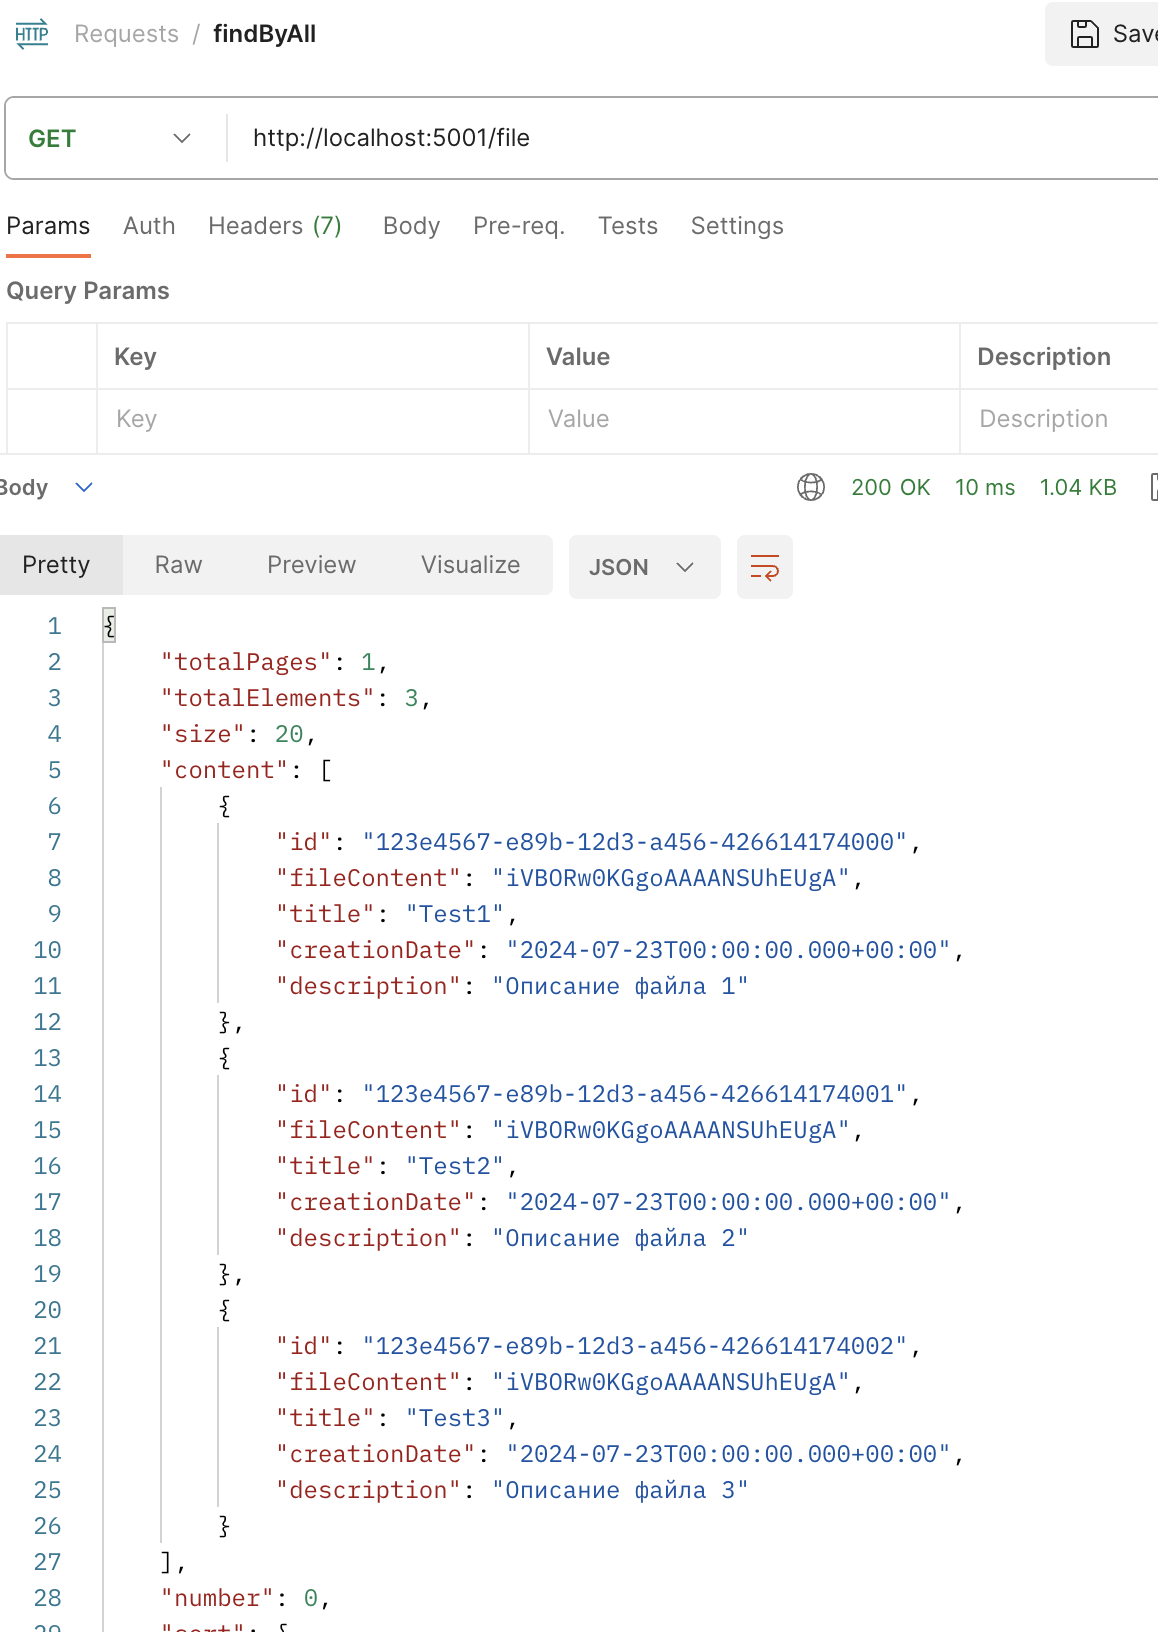 HTTP Requests / findByAll
GET http://localhost:5001/file
Params Auth Headers (7) Body Pre-req. Tests Settings
Query Params
Key Value Description
Key Value Description
Body 200 OK 10 ms 1.04 KB
Pretty Raw Preview Visualize JSON
1 {
2 "totalPages": 1,
3 "totalElements": 3,
4 "size": 20,
5 "content": [
6 {
7 "id": "123e4567-e89b-12d3-a456-426614174000",
8 "fileContent": "iVBORw0KGgoAAAANSUhEUgA",
9 "title": "Test1",
10 "creationDate": "2024-07-23T00:00:00.000+00:00",
11 "description": "Описание файла 1"
12 },
13 {
14 "id": "123e4567-e89b-12d3-a456-426614174001",
15 "fileContent": "iVBORw0KGgoAAAANSUhEUgA",
16 "title": "Test2",
17 "creationDate": "2024-07-23T00:00:00.000+00:00",
18 "description": "Описание файла 2"
19 },
20 {
21 "id": "123e4567-e89b-12d3-a456-426614174002",
22 "fileContent": "iVBORw0KGgoAAAANSUhEUgA",
23 "title": "Test3",
24 "creationDate": "2024-07-23T00:00:00.000+00:00",
25 "description": "Описание файла 3"
26 }
27 ],
28 "number": 0,